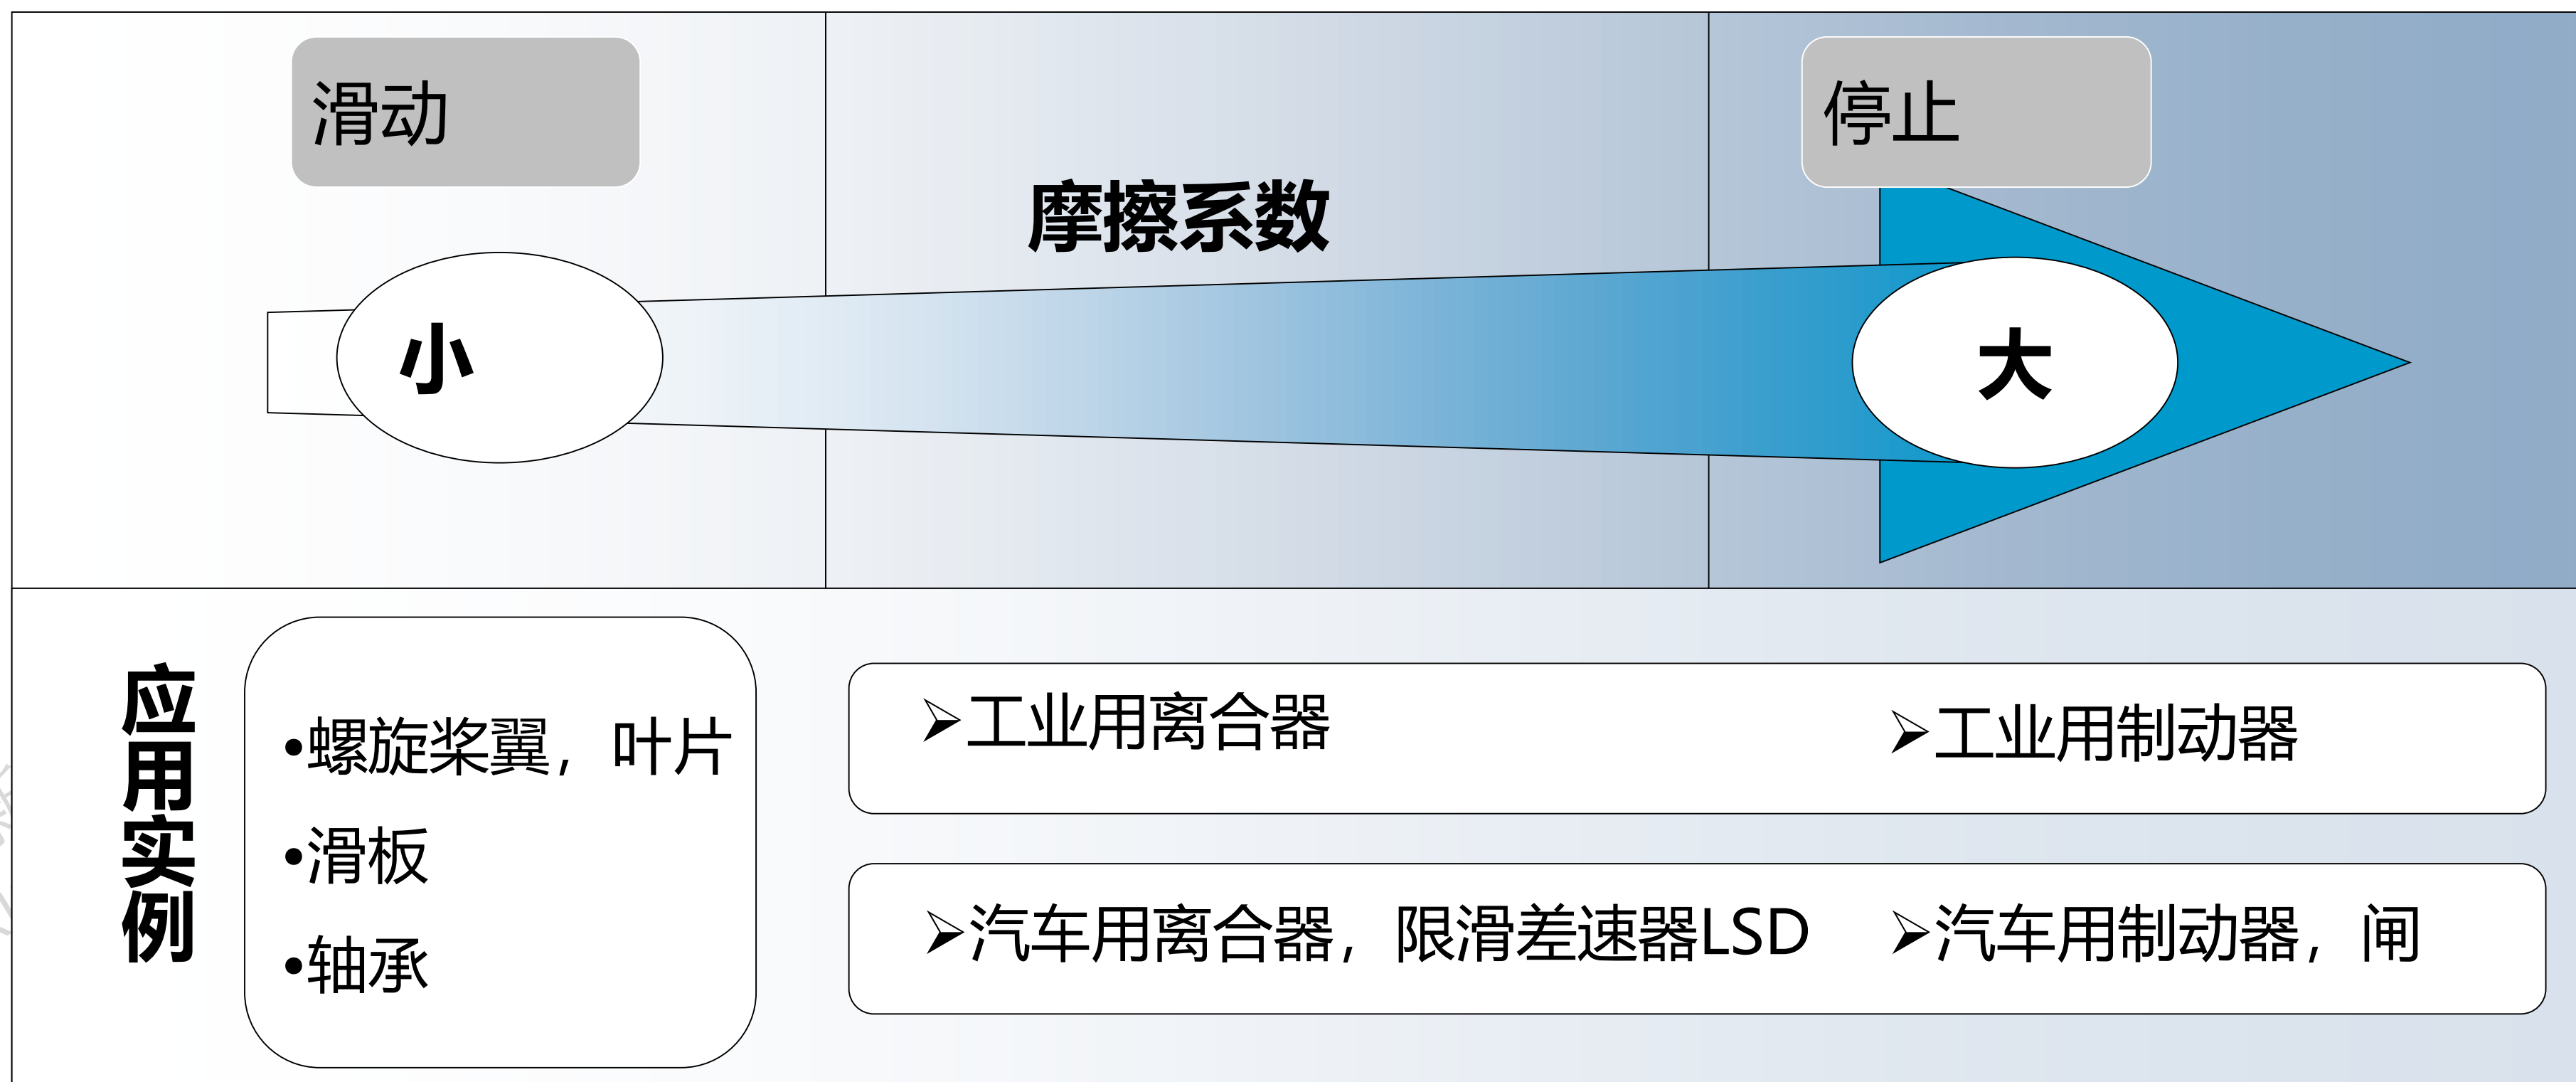 滑动
停止
摩擦系数
小
大
应用实例
•螺旋桨翼，叶片
•滑板
•轴承
➢工业用离合器
➢工业用制动器
➢汽车用离合器，限滑差速器LSD
➢汽车用制动器，闸